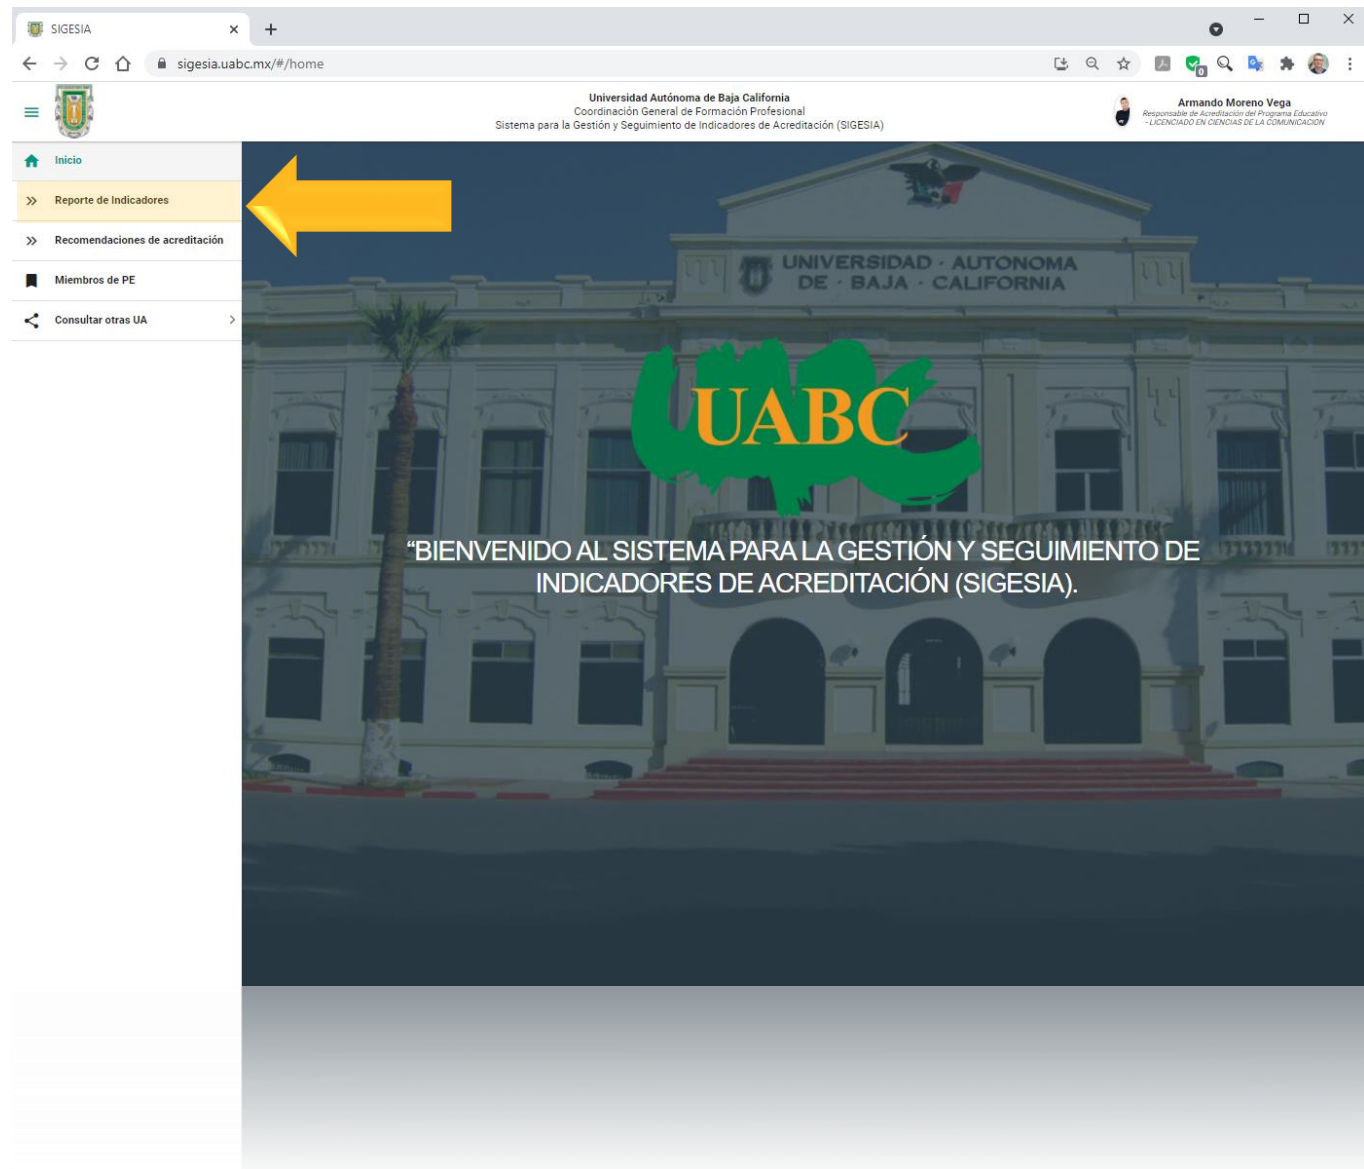 SIGESIA
sigesia.uabc.mx/#/home
0
Universidad Autónoma de Baja California
Coordinación General de Formación Profesional
Sistema para la Gestión y Seguimiento de Indicadores de Acreditación (SIGESIA)
Armando Moreno Vega
Responsable de Acreditación del Programa Educativo
- LICENCIADO EN CIENCIAS DE LA COMUNICACIÓN
Inicio
Reporte de Indicadores
Recomendaciones de acreditación
Miembros de PE
Consultar otras UA
UNIVERSIDAD · AUTONOMA
DE · BAJA · CALIFORNIA
UABC
“BIENVENIDO AL SISTEMA PARA LA GESTIÓN Y SEGUIMIENTO DE
INDICADORES DE ACREDITACIÓN (SIGESIA).